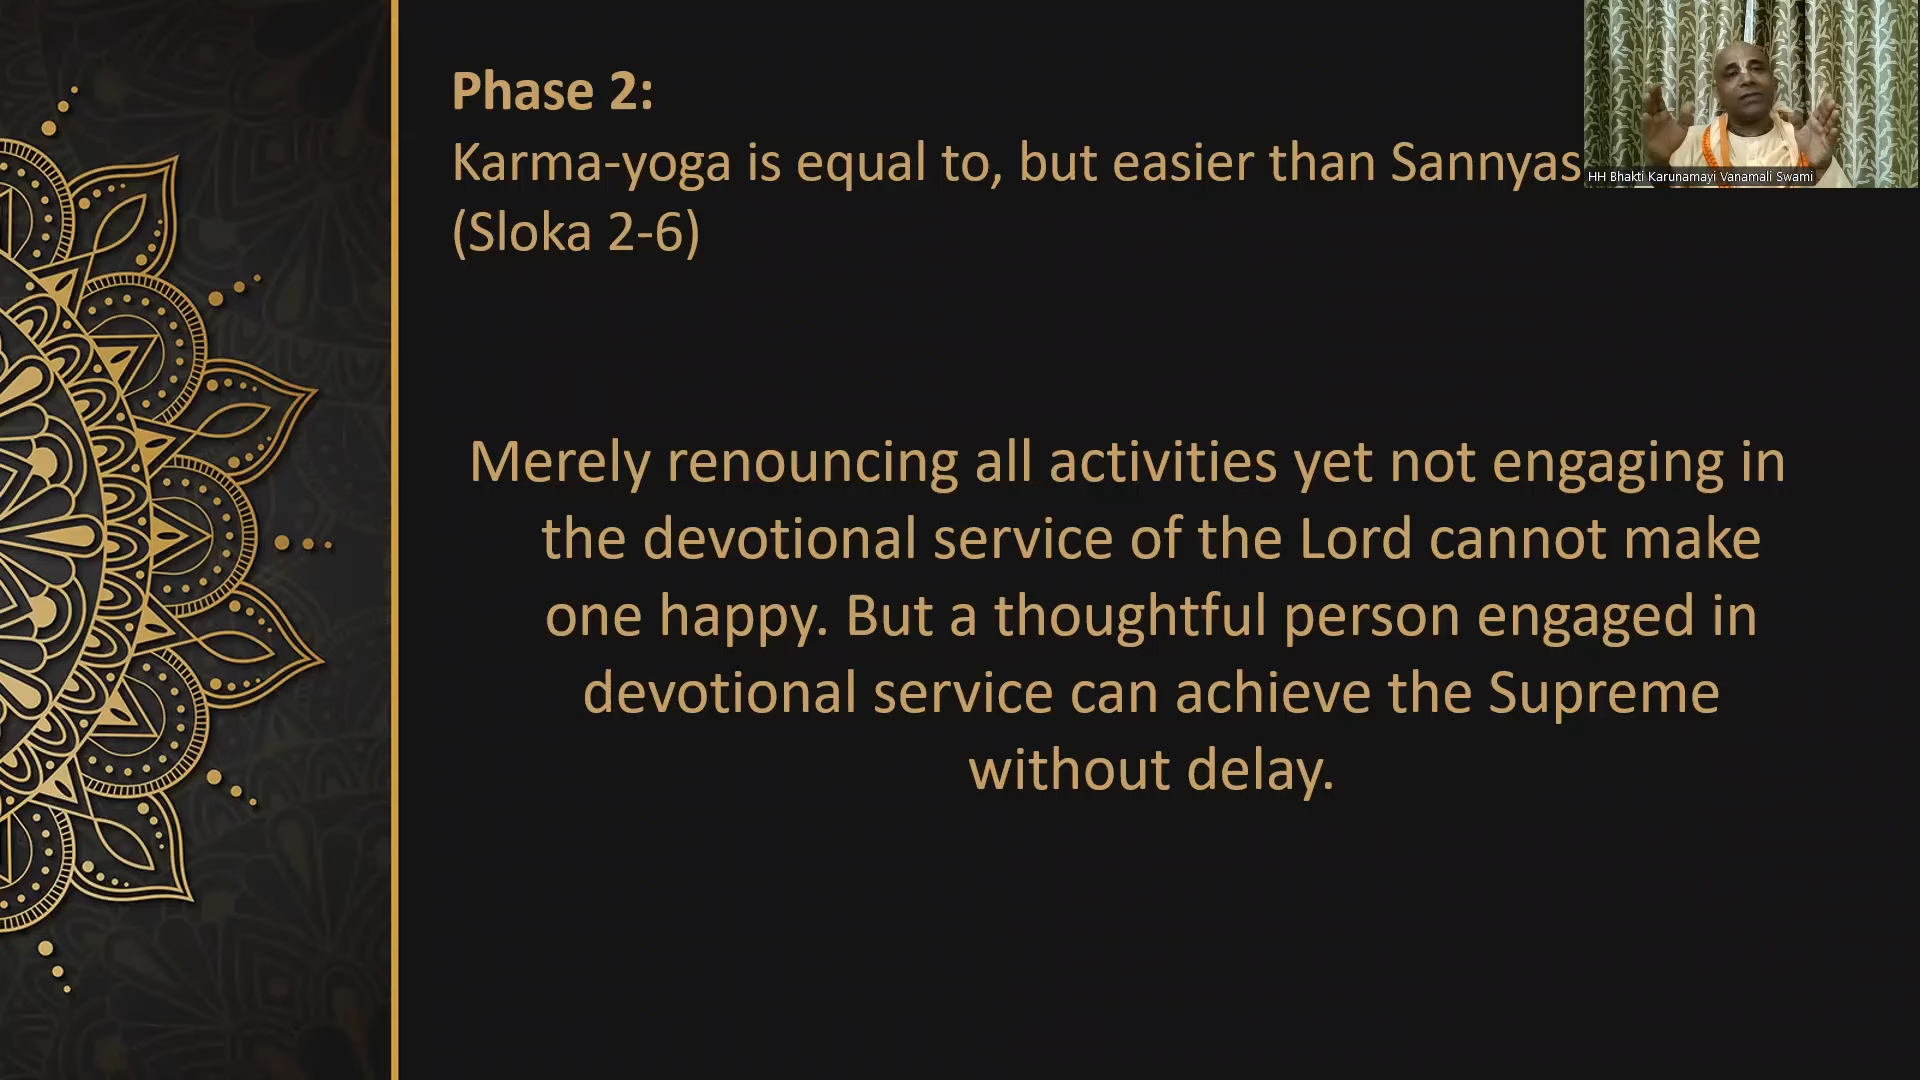 Phase 2:
Karma-yoga is equal to, but easier than Sannyas
(Sloka 2-6)
HH Bhakti Karunamayi Vanamali Swami
Merely renouncing all activities yet not engaging in
the devotional service of the Lord cannot make
one happy. But a thoughtful person engaged in
devotional service can achieve the Supreme
without delay.